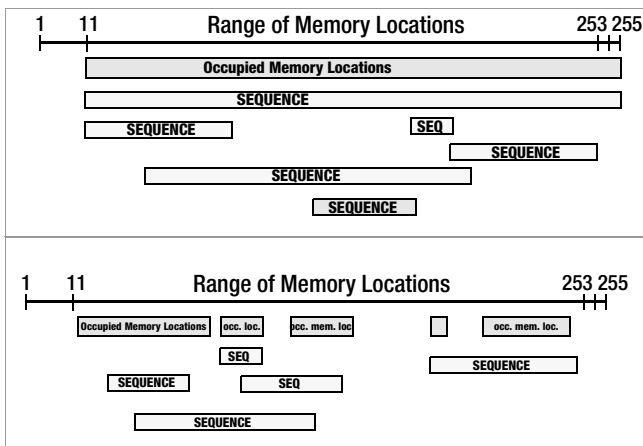 Range of Memory Locations
1 11 253 255
Occupied Memory Locations
SEQUENCE
SEQUENCE SEQ
SEQUENCE
SEQUENCE
SEQUENCE
Range of Memory Locations
1 11 253 255
Occupied Memory Locations occ. loc. occ. mem. loc occ. mem. loc.
SEQ
SEQUENCE
SEQUENCE SEQ
SEQUENCE